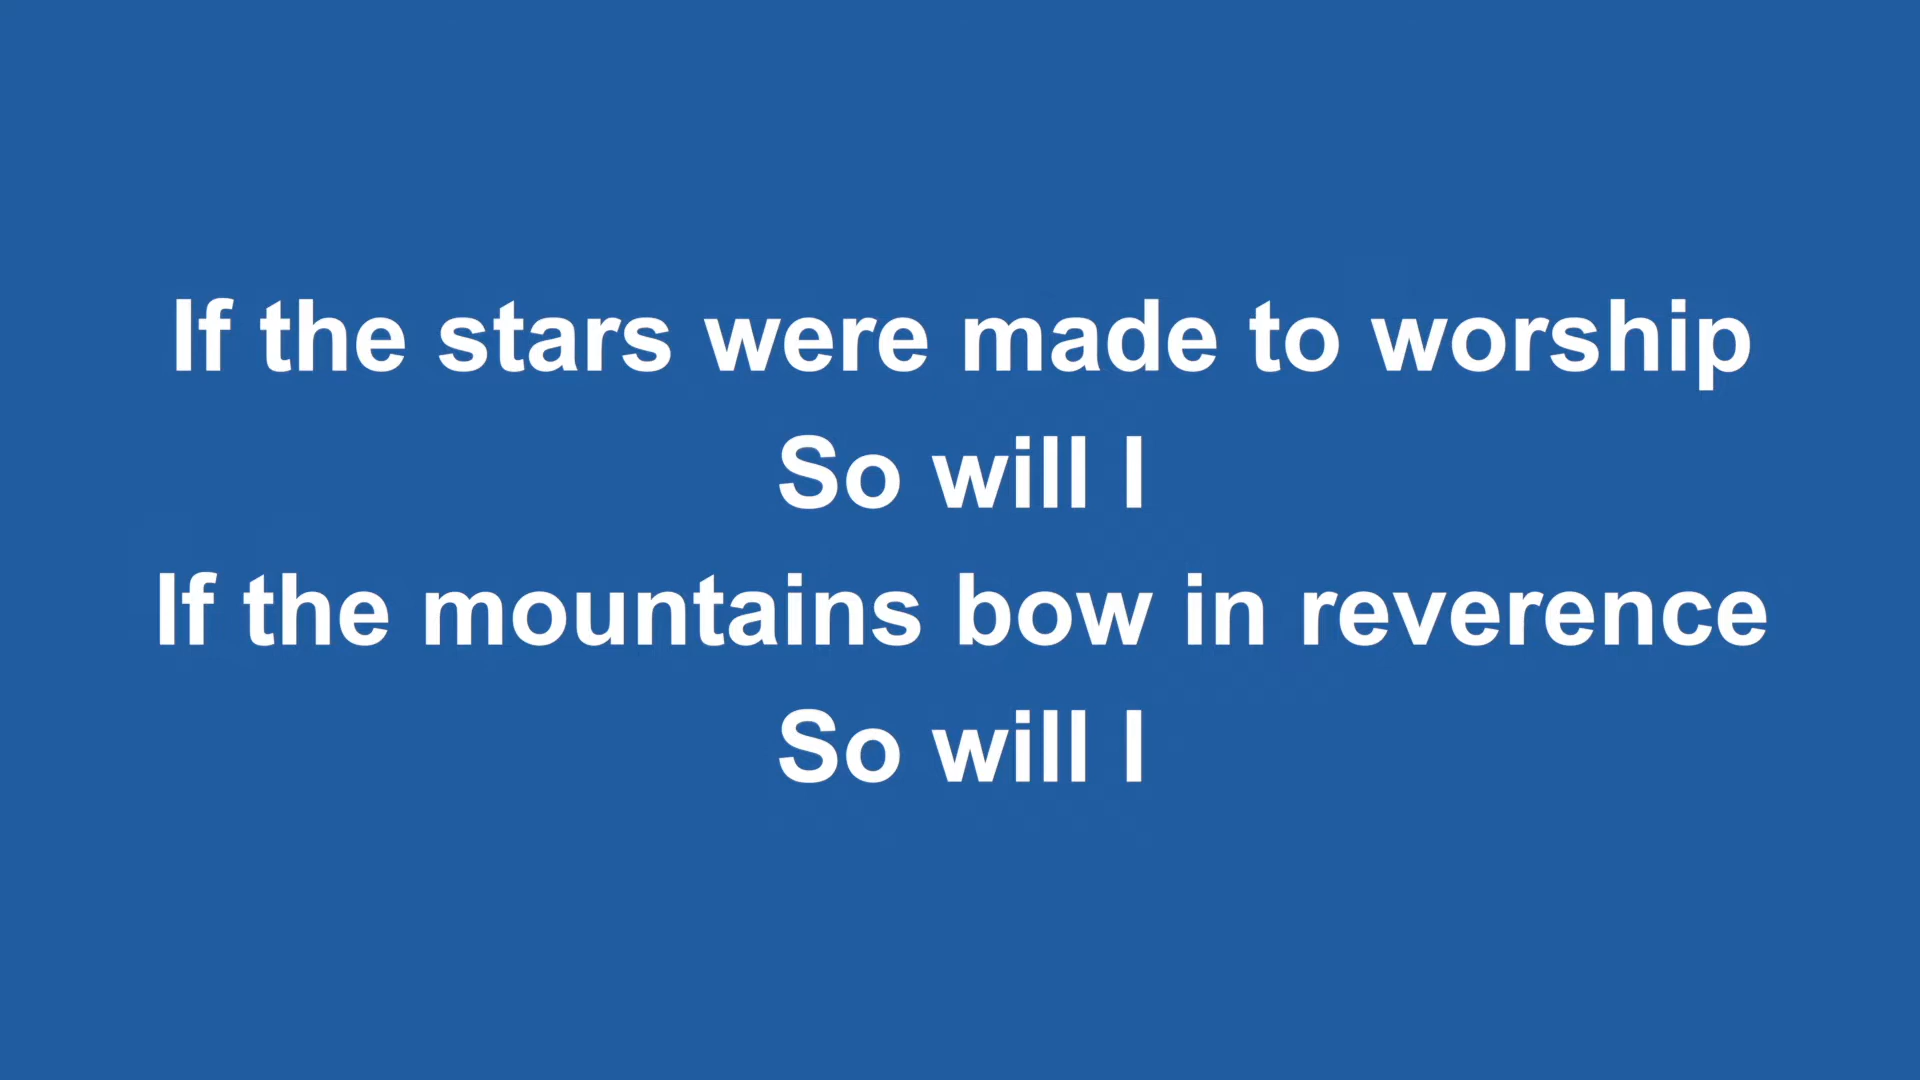 If the stars were made to worship
So will I
If the mountains bow in reverence
So will I